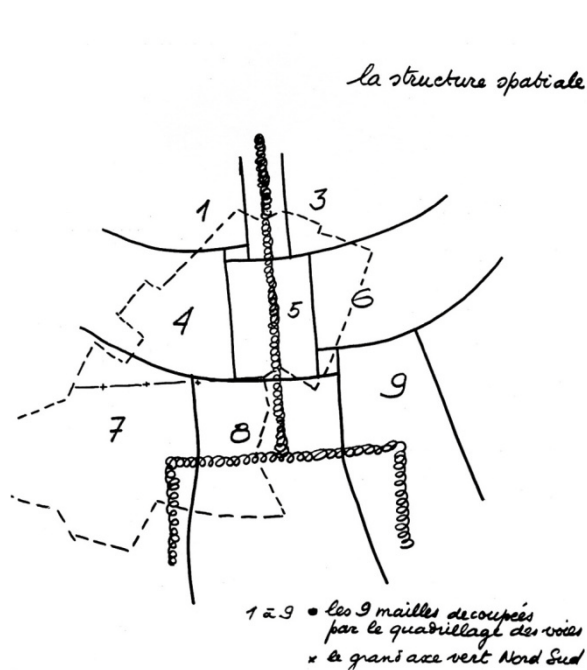 la structure spatiale
1
3
4
5
6
7
8
9
1 à 9 • les 9 mailles decoupées
par le quadrillage des voies
× le grand axe vert Nord Sud